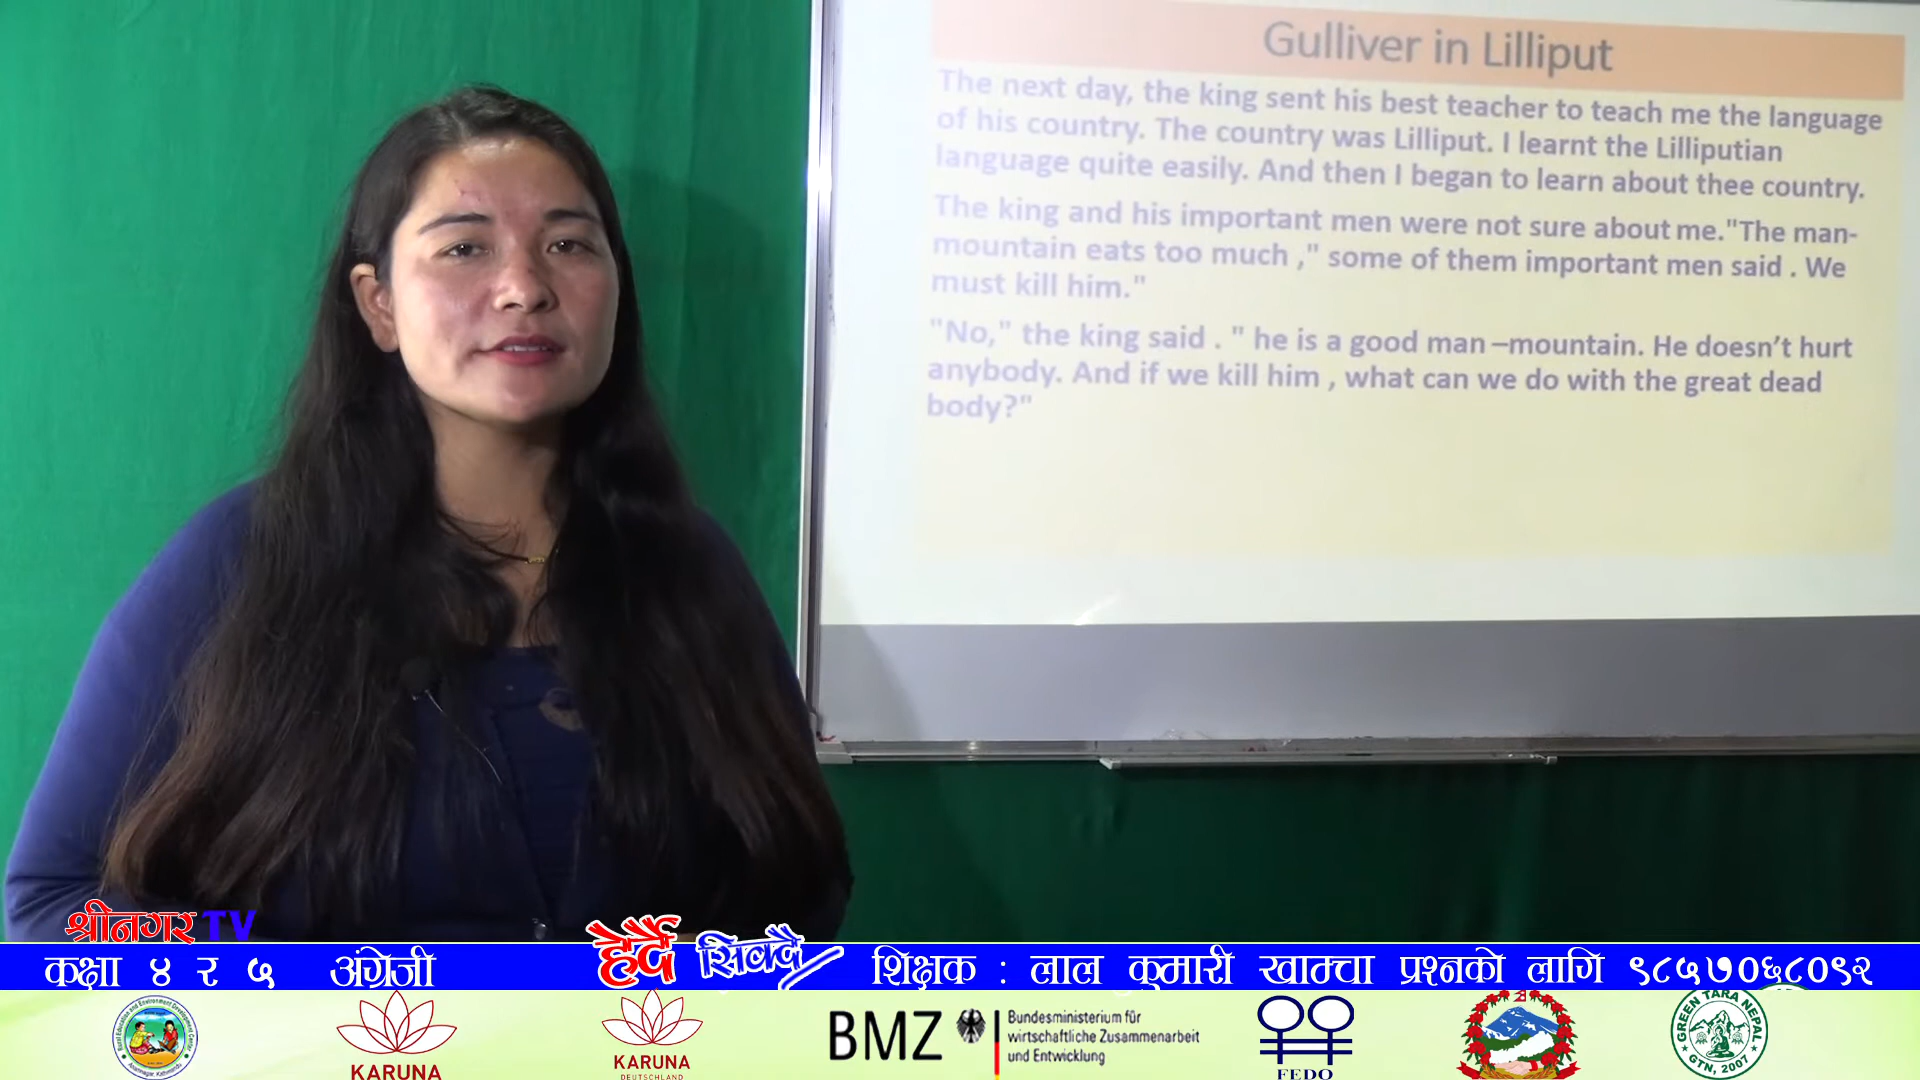 Gulliver in Lilliput
The next day, the king sent his best teacher to teach me the language
of his country. The country was Lilliput. I learnt the Lilliputian
language quite easily. And then I began to learn about thee country.
The king and his important men were not sure about me."The man-
mountain eats too much ," some of them important men said . We
must kill him."
"No," the king said . " he is a good man –mountain. He doesn't hurt
anybody. And if we kill him , what can we do with the great dead
body?"
श्रीनगर TV
कक्षा ४ र ५ अंग्रेजी
हेर्दै सिक्दै
शिक्षक : लाल कुमारी खाम्चा प्रश्नको लागि ९८५७०६८०९२
KARUNA
KARUNA
DEUTSCHLAND
BMZ
Bundesministerium für
wirtschaftliche Zusammenarbeit
und Entwicklung
FEDO
GREEN TARA NEPAL
GTN, 2007